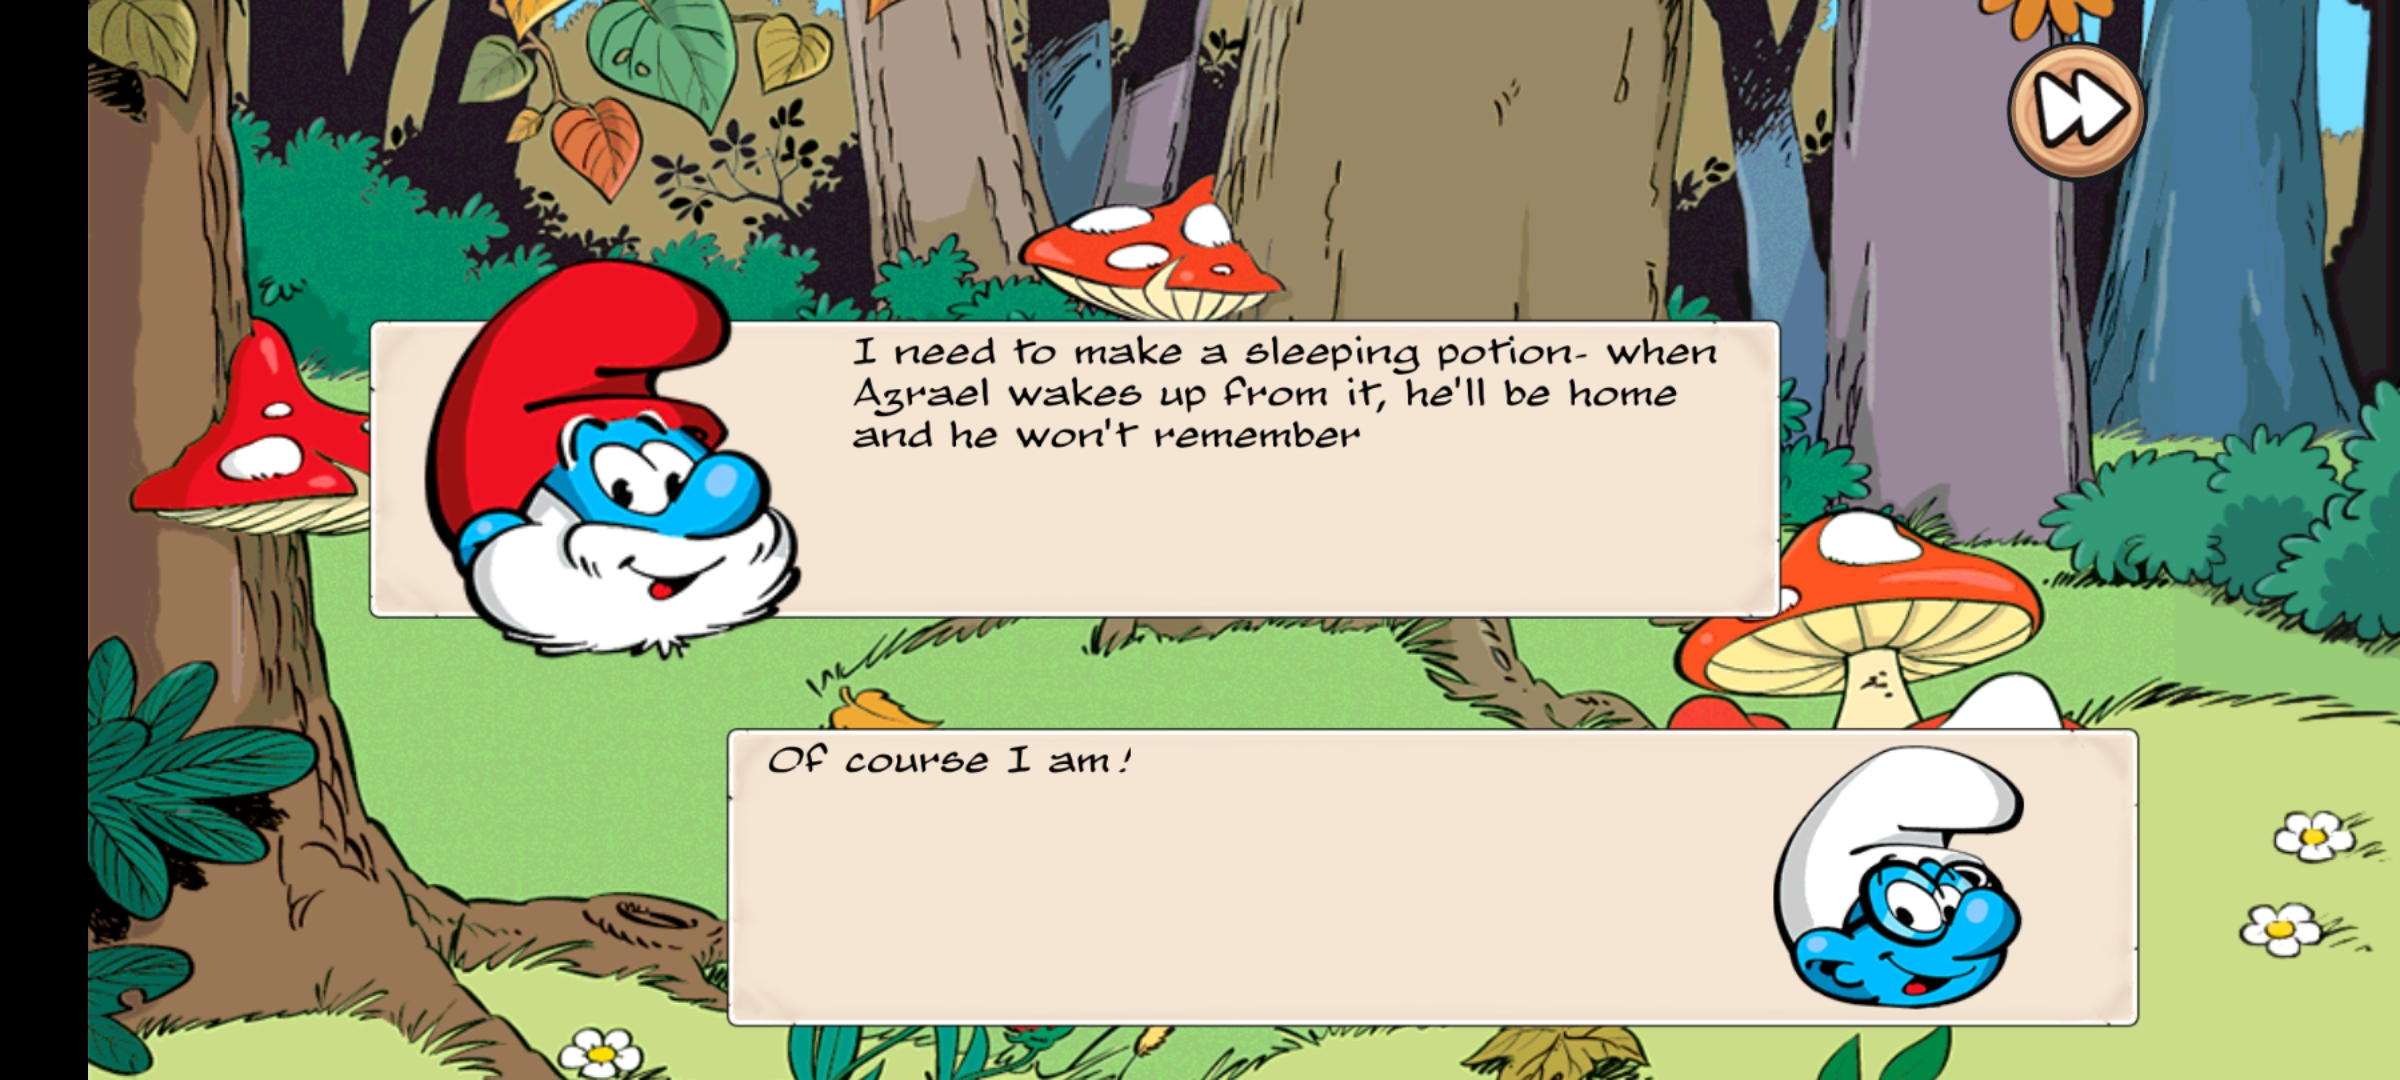 I need to make a sleeping potion- when
Azrael wakes up from it, he'll be home
and he won't remember
Of course I am!